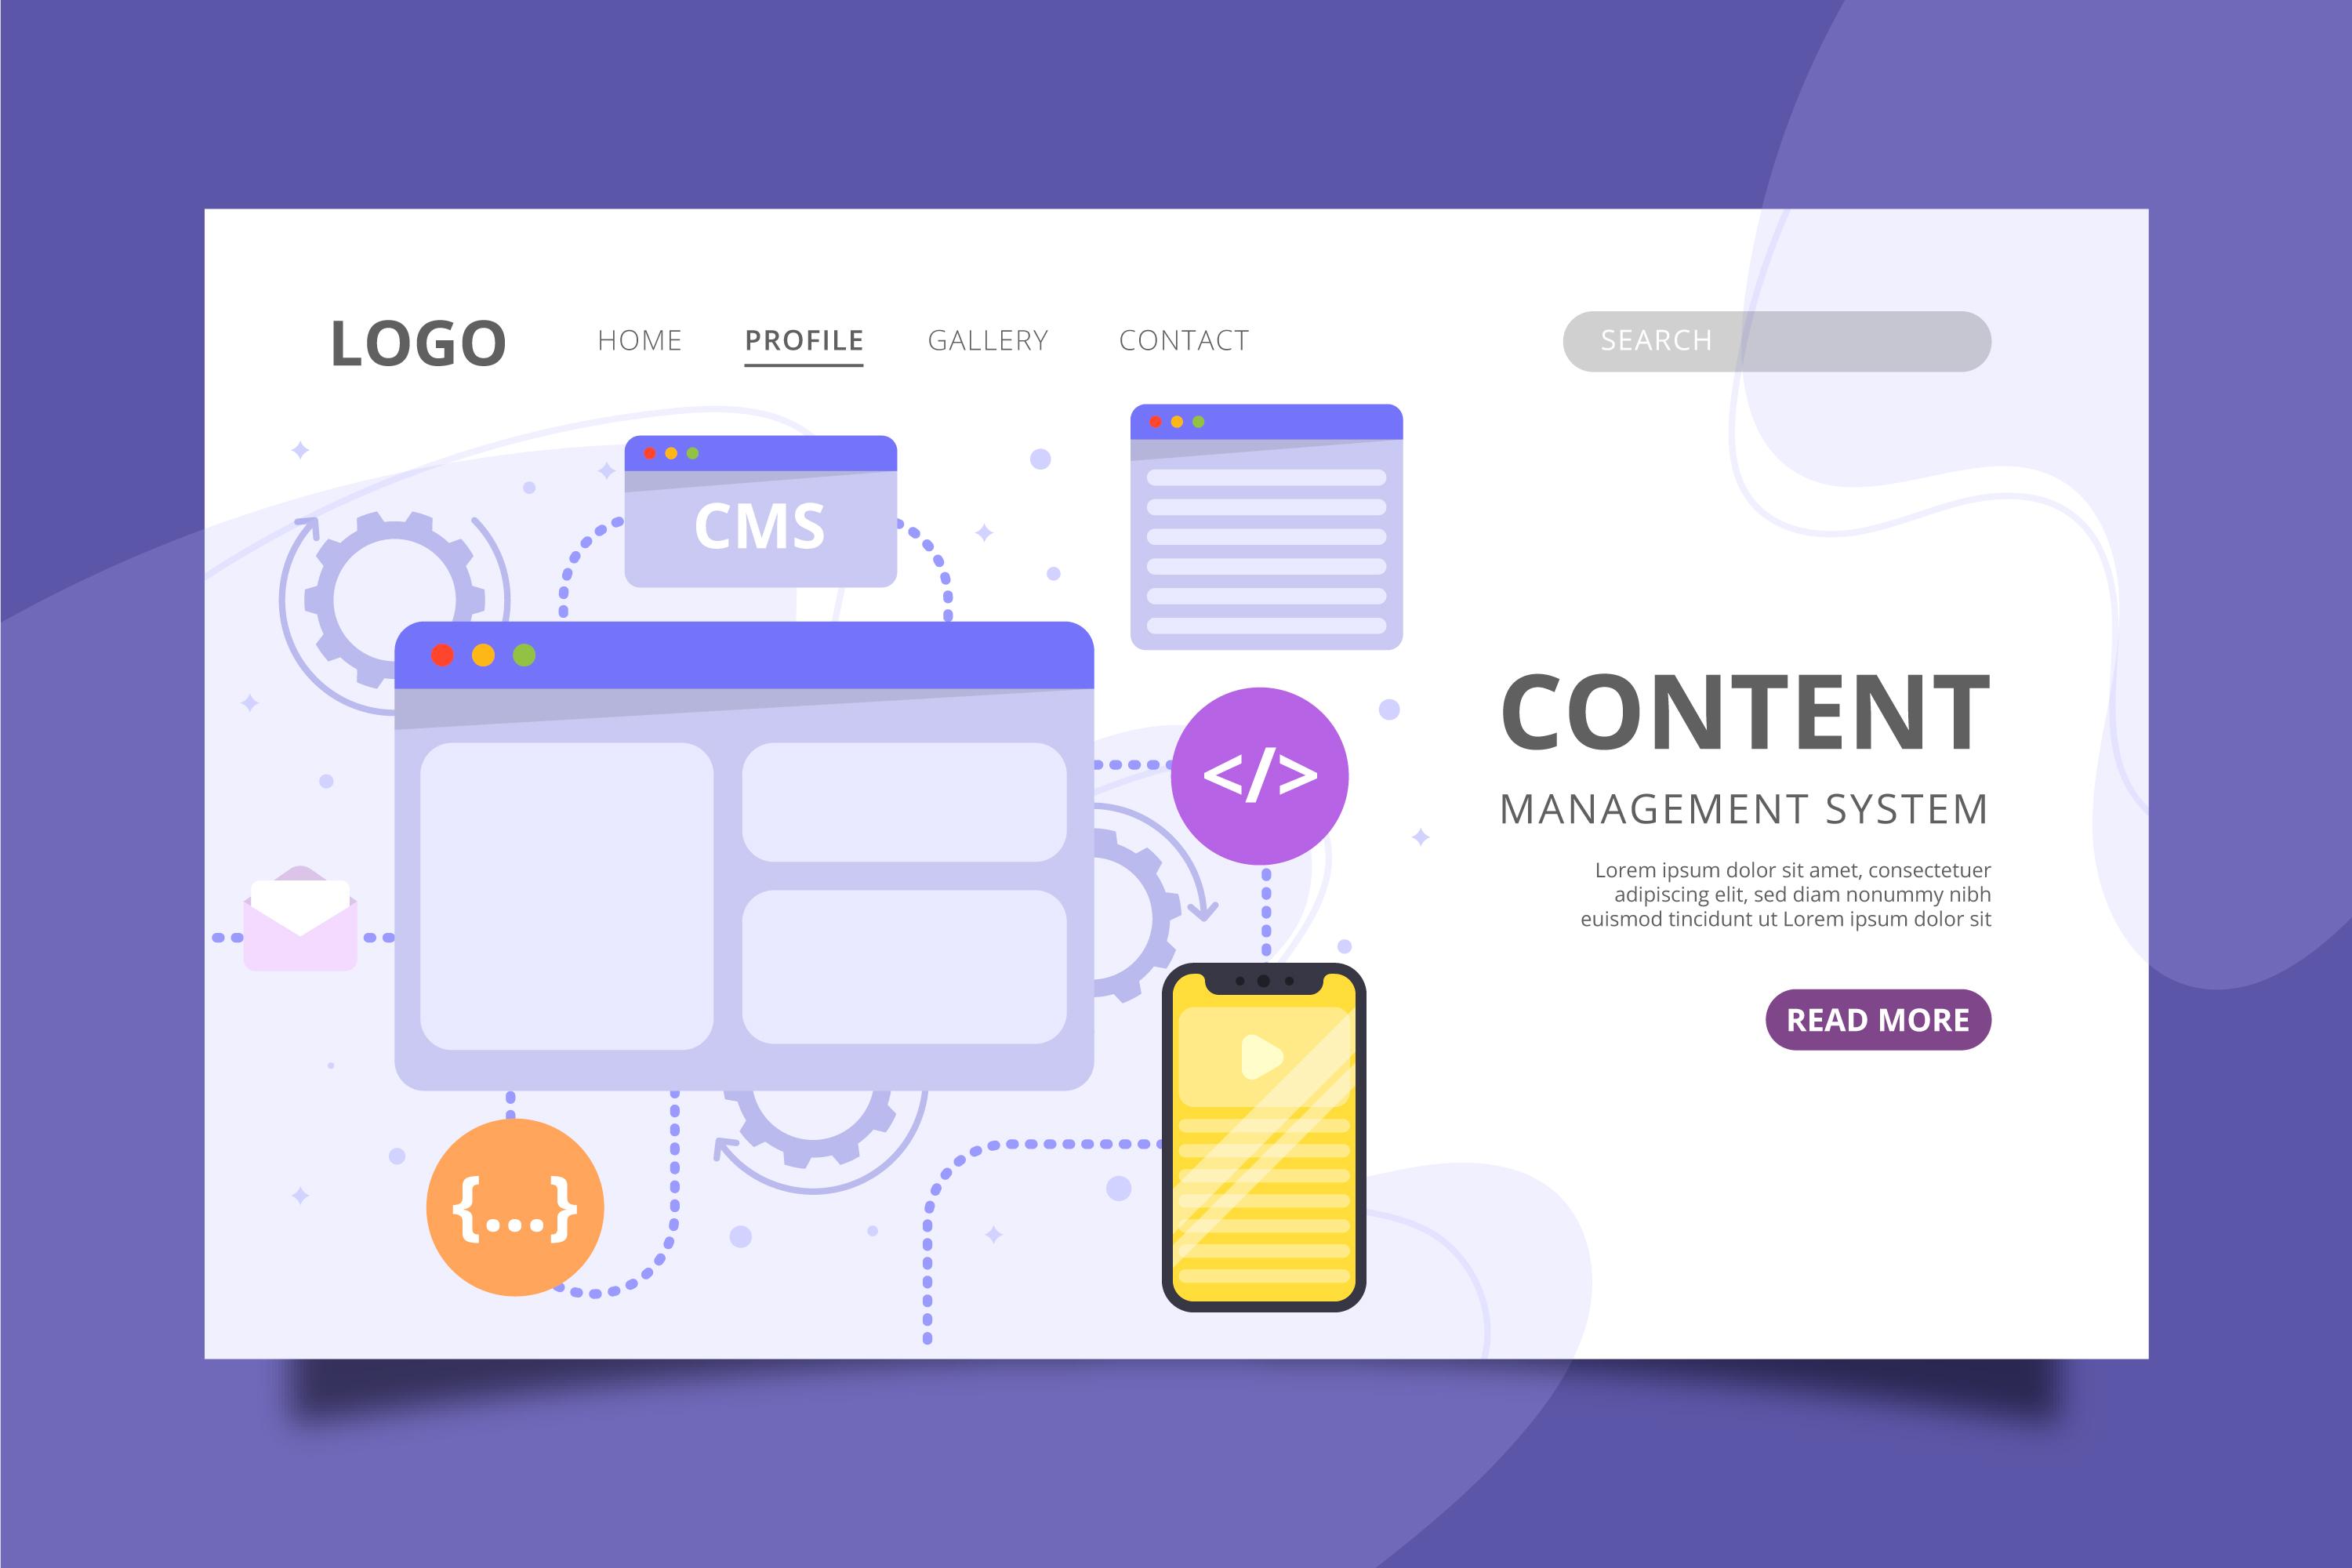 LOGO
HOME
PROFILE
GALLERY
CONTACT
SEARCH
CMS
</>
{...}
CONTENT
MANAGEMENT SYSTEM
Lorem ipsum dolor sit amet, consectetuer
adipiscing elit, sed diam nonummy nibh
euismod tincidunt ut Lorem ipsum dolor sit
READ MORE